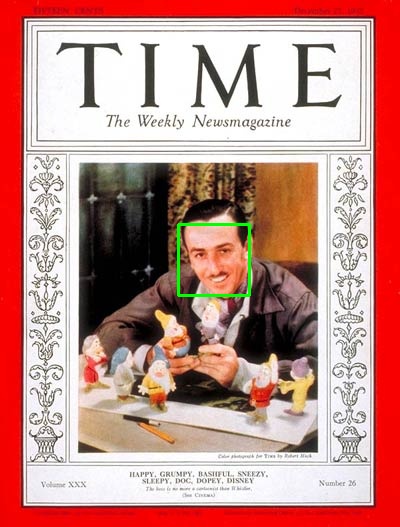 FIFTEEN CENTS
December 27, 1937
TIME
The Weekly Newsmagazine
Color photograph for TIME by Robert Mack
Volume XXX
HAPPY, GRUMPY, BASHFUL, SNEEZY,
SLEEPY, DOC, DOPEY, DISNEY
The boss is no more a cartoonist than Whistler.
(See CINEMA)
Number 26